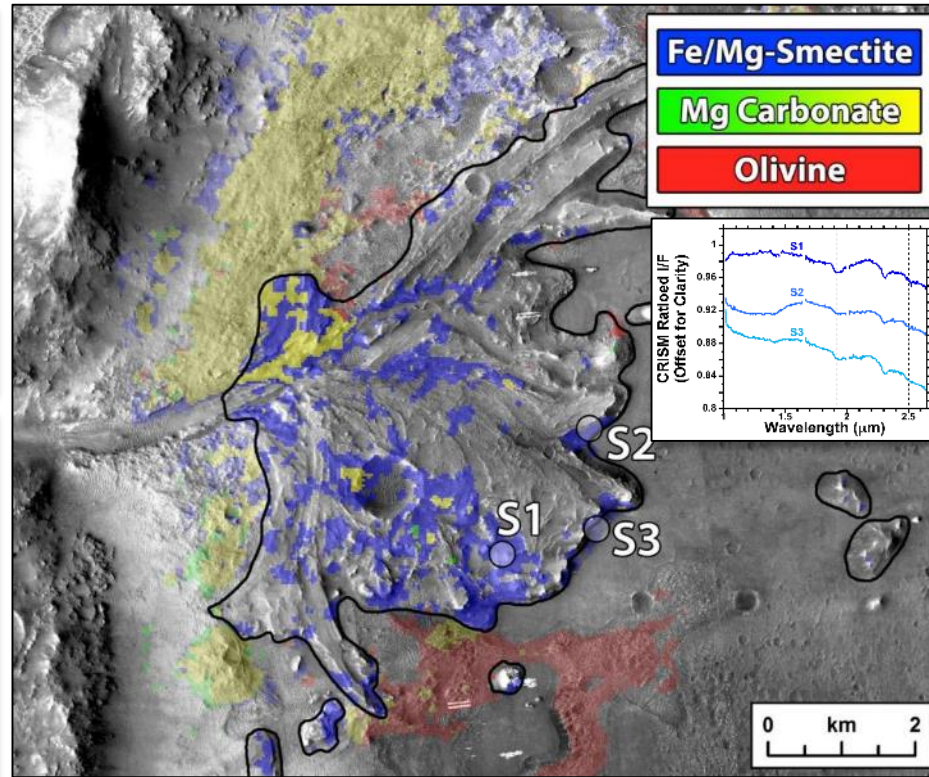 Fe/Mg-Smectite
Mg Carbonate
Olivine
CRISM Ratioed I/F
(Offset for Clarity)
1
0.96
0.92
0.88
0.84
0.8
S1
S2
S3
1 1.5 2 2.5
Wavelength (μm)
S2
S1
S3
0 km 2